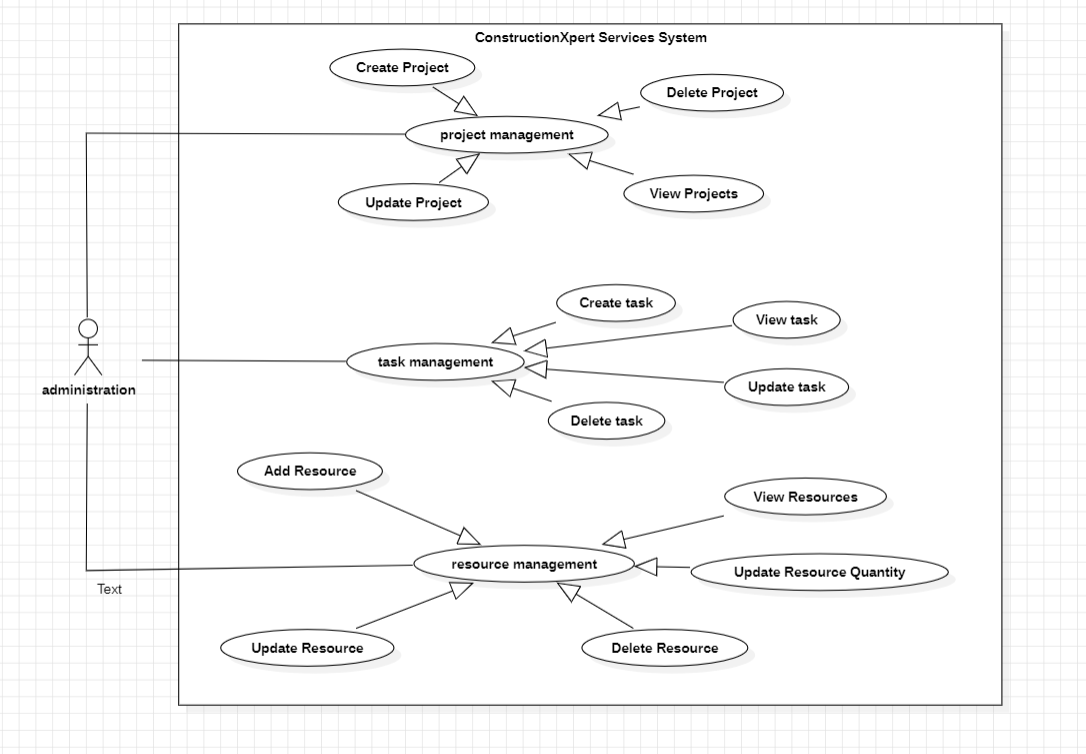 ConstructionXpert Services System
Create Project
Delete Project
project management
Update Project
View Projects
Create task
View task
task management
Update task
administration
Delete task
Add Resource
View Resources
resource management
Update Resource Quantity
Text
Update Resource
Delete Resource